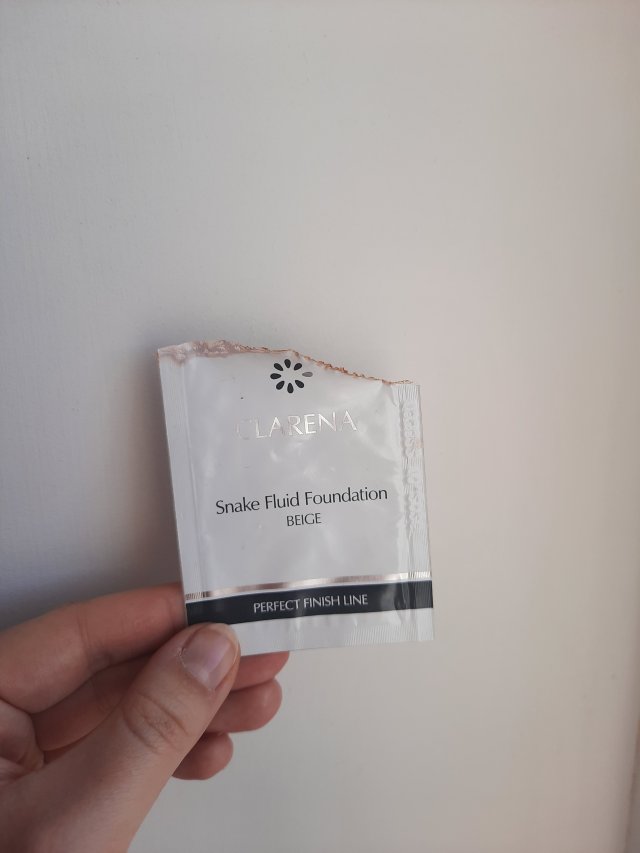 CLARENA
Snake Fluid Foundation
BEIGE
PERFECT FINISH LINE